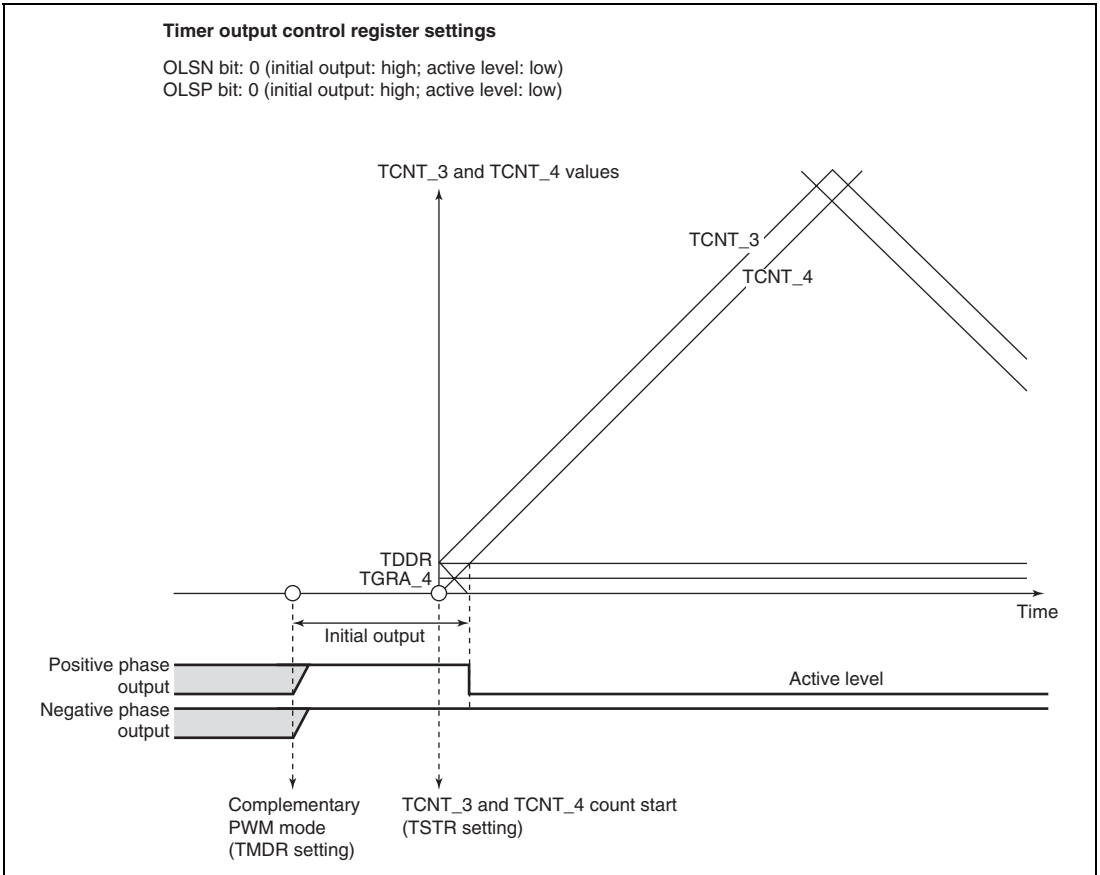 Timer output control register settings
OLSN bit: 0 (initial output: high; active level: low)
OLSP bit: 0 (initial output: high; active level: low)
TCNT_3 and TCNT_4 values
TCNT_3
TCNT_4
TDDR
TGRA_4
Time
Initial output
Positive phase
output
Active level
Negative phase
output
Complementary
PWM mode
(TMDR setting)
TCNT_3 and TCNT_4 count start
(TSTR setting)